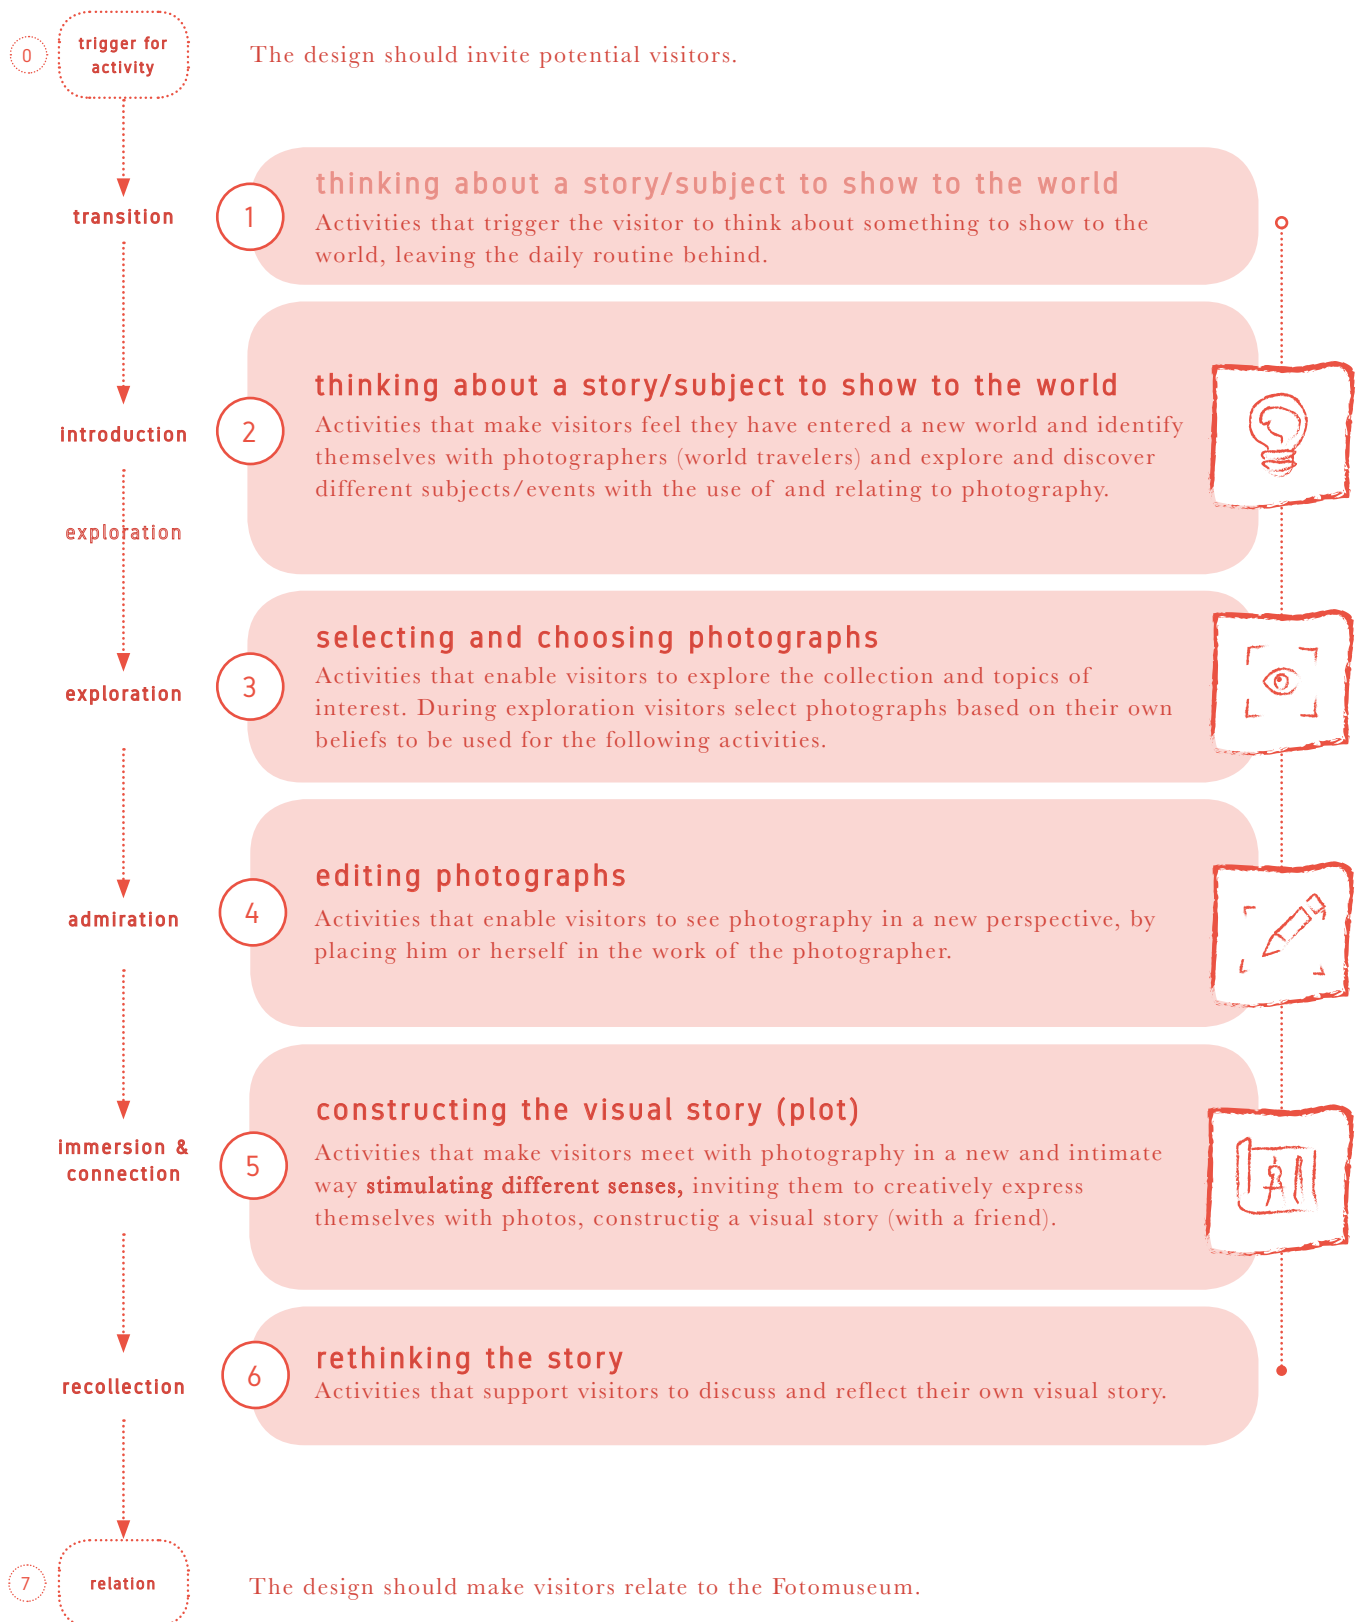 0
trigger for
activity
The design should invite potential visitors.
transition
1
thinking about a story/subject to show to the world
Activities that trigger the visitor to think about something to show to the
world, leaving the daily routine behind.
introduction
2
thinking about a story/subject to show to the world
Activities that make visitors feel they have entered a new world and identify
themselves with photographers (world travelers) and explore and discover
different subjects/events with the use of and relating to photography.
exploration
exploration
3
selecting and choosing photographs
Activities that enable visitors to explore the collection and topics of
interest. During exploration visitors select photographs based on their own
beliefs to be used for the following activities.
admiration
4
editing photographs
Activities that enable visitors to see photography in a new perspective, by
placing him or herself in the work of the photographer.
immersion &
connection
5
constructing the visual story (plot)
Activities that make visitors meet with photography in a new and intimate
way stimulating different senses, inviting them to creatively express
themselves with photos, constructig a visual story (with a friend).
recollection
6
rethinking the story
Activities that support visitors to discuss and reflect their own visual story.
7
relation
The design should make visitors relate to the Fotomuseum.